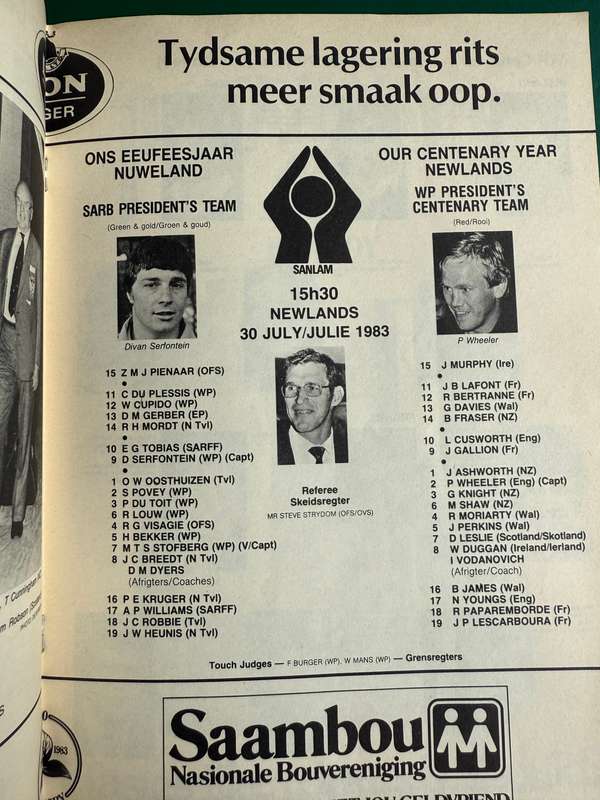 Tydsame lagering rits
meer smaak oop.
ON
GER
ONS EEUFEESJAAR
NUWELAND
SARB PRESIDENT'S TEAM
(Green & gold/Groen & goud)
Divan Serfontein
15 Z M J PIENAAR (OFS)
11 C DU PLESSIS (WP)
12 W CUPIDO (WP)
13 D M GERBER (EP)
14 R H MORDT (N Tvl)
10 E G TOBIAS (SARFF)
9 D SERFONTEIN (WP) (Capt)
1 O W OOSTHUIZEN (Tvl)
2 S POVEY (WP)
3 P DU TOIT (WP)
6 R LOUW (WP)
4 R G VISAGIE (OFS)
5 H BEKKER (WP)
7 M T S STOFBERG (WP) (V/Capt)
8 J C BREEDT (N Tvl)
D M DYERS
(Afrigters/Coaches)
16 P E KRUGER (N Tvl)
17 A P WILLIAMS (SARFF)
18 J C ROBBIE (Tvl)
19 J W HEUNIS (N Tvl)
SANLAM
15h30
NEWLANDS
30 JULY/JULIE 1983
Referee
Skeidsregter
MR STEVE STRYDOM (OFS/OVS)
OUR CENTENARY YEAR
NEWLANDS
WP PRESIDENT'S
CENTENARY TEAM
(Red/Rooi)
P Wheeler
15 J MURPHY (Ire)
11 J B LAFONT (Fr)
12 R BERTRANNE (Fr)
13 G DAVIES (Wal)
14 B FRASER (NZ)
10 L CUSWORTH (Eng)
9 J GALLION (Fr)
1 J ASHWORTH (NZ)
2 P WHEELER (Eng) (Capt)
3 G KNIGHT (NZ)
6 M SHAW (NZ)
4 R MORIARTY (Wal)
5 J PERKINS (Wal)
7 D LESLIE (Scotland/Skotland)
8 W DUGGAN (Ireland/Ierland)
I VODANOVICH
(Afrigter/Coach)
16 B JAMES (Wal)
17 N YOUNGS (Eng)
18 R PAPAREMBORDE (Fr)
19 J P LESCARBOURA (Fr)
Touch Judges — F BURGER (WP). W MANS (WP) — Grensregters
T Cunningham
m Robson
1983
Saambou
Nasionale Bouvereniging